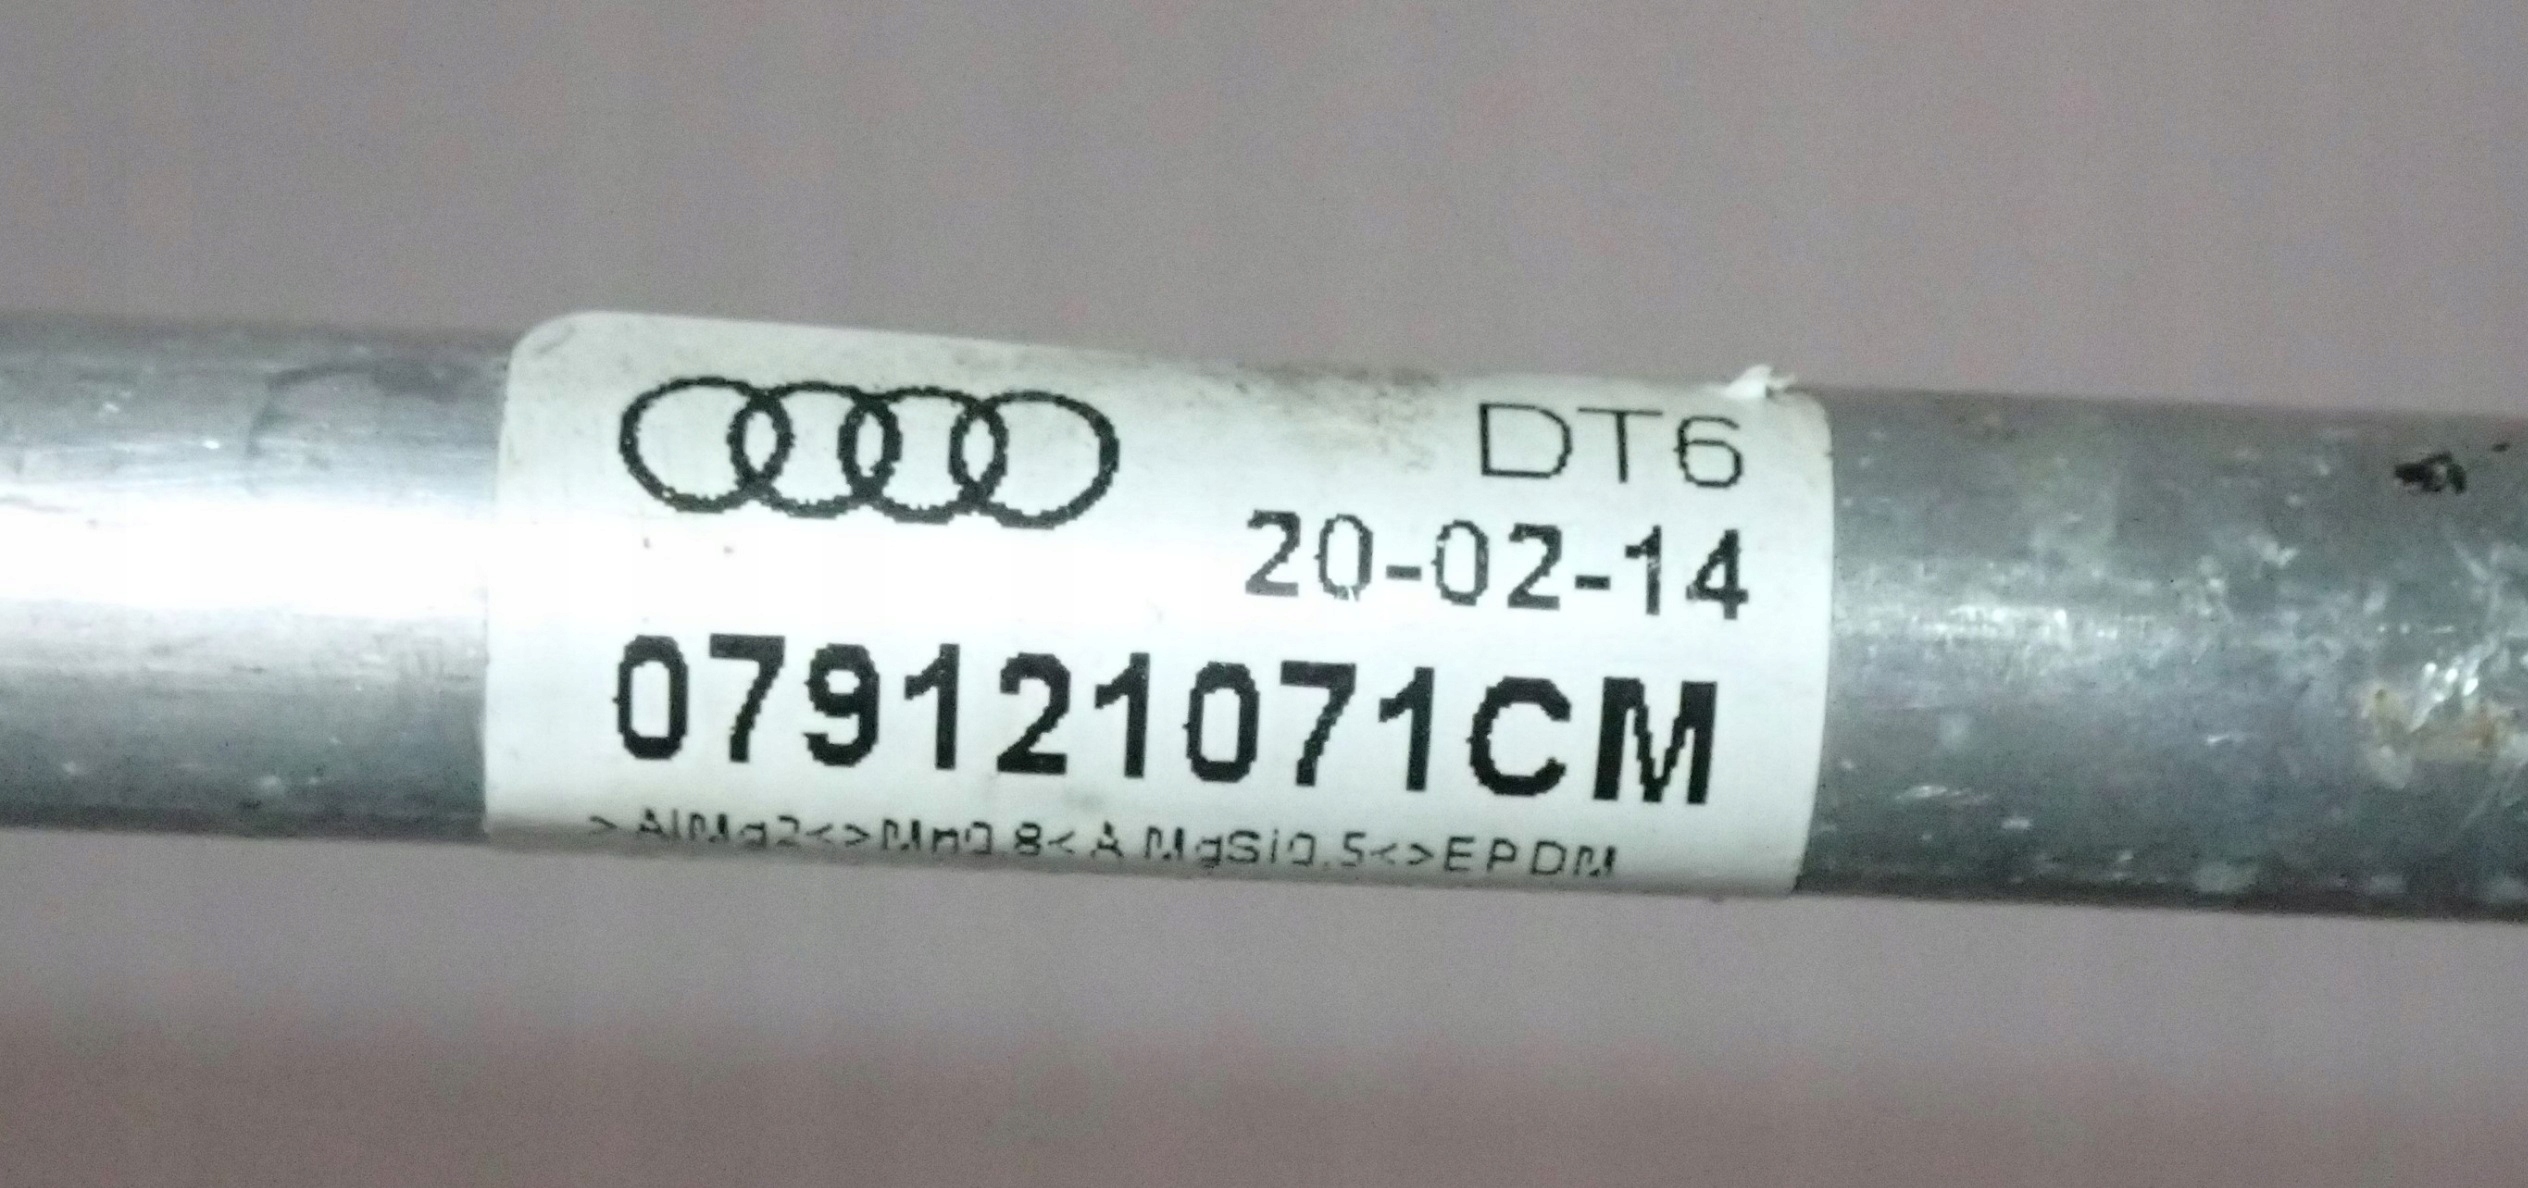 DT6
20-02-14
079121071CM
>AlMg2<>Mn0.8<AlMgSi0.5<>EPDM